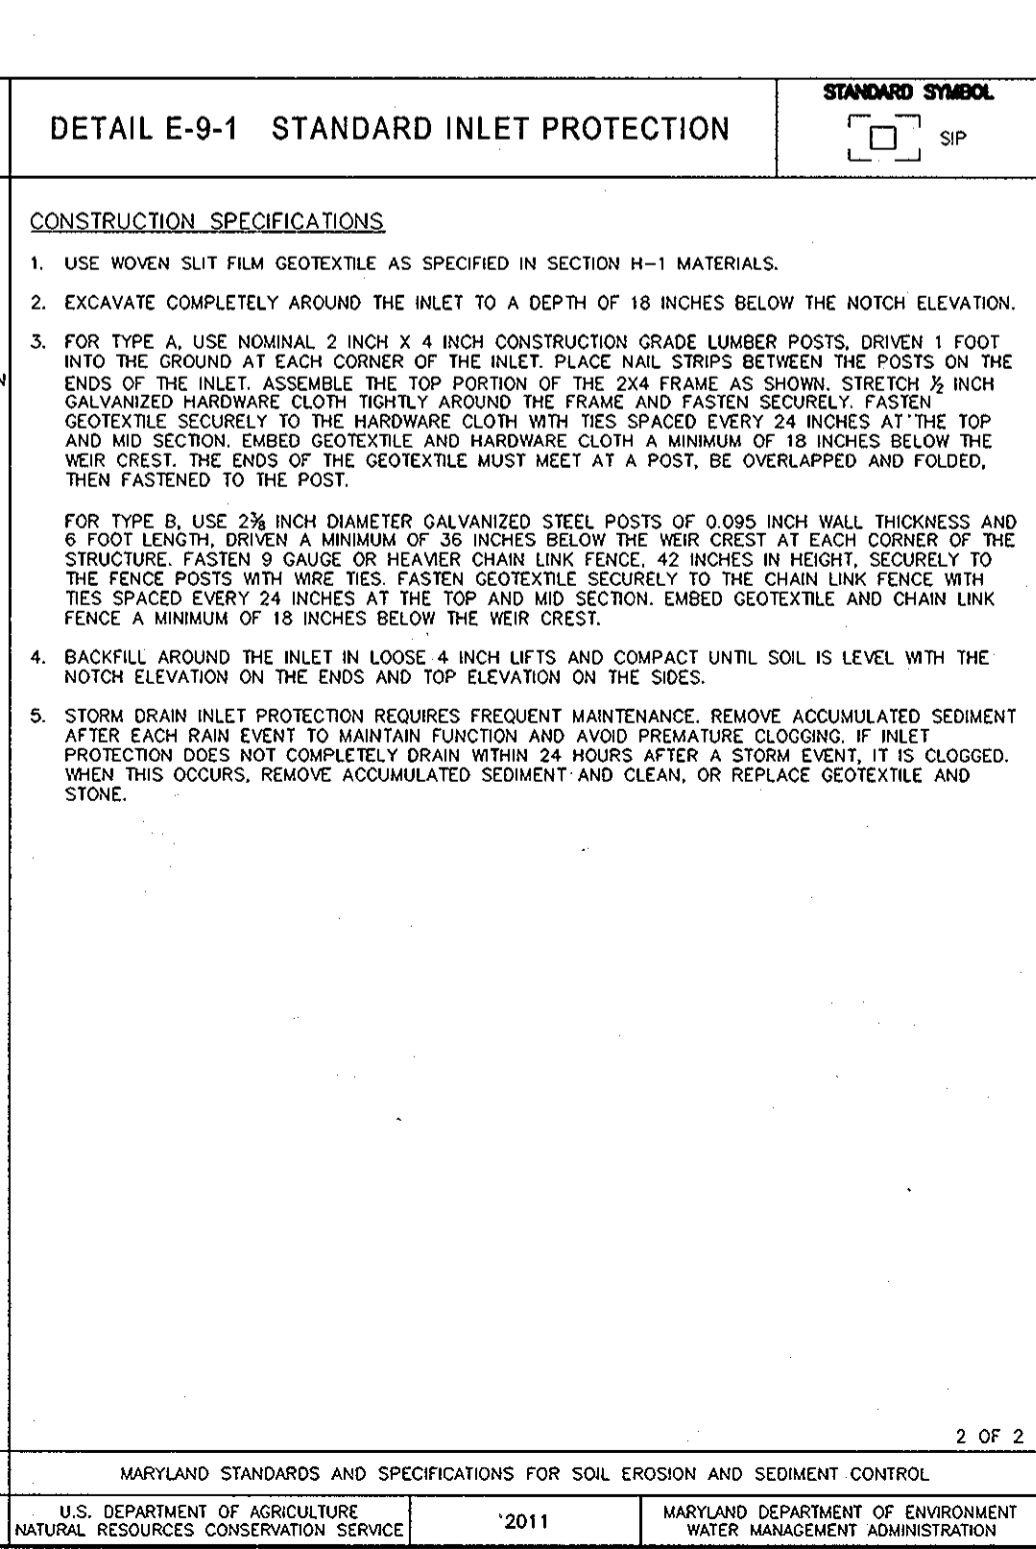 DETAIL E-9-1 STANDARD INLET PROTECTION
STANDARD SYMBOL
SIP
CONSTRUCTION SPECIFICATIONS
1. USE WOVEN SLIT FILM GEOTEXTILE AS SPECIFIED IN SECTION H-1 MATERIALS.
2. EXCAVATE COMPLETELY AROUND THE INLET TO A DEPTH OF 18 INCHES BELOW THE NOTCH ELEVATION.
3. FOR TYPE A, USE NOMINAL 2 INCH X 4 INCH CONSTRUCTION GRADE LUMBER POSTS, DRIVEN 1 FOOT
INTO THE GROUND AT EACH CORNER OF THE INLET. PLACE NAIL STRIPS BETWEEN THE POSTS ON THE
ENDS OF THE INLET. ASSEMBLE THE TOP PORTION OF THE 2X4 FRAME AS SHOWN. STRETCH ½ INCH
GALVANIZED HARDWARE CLOTH TIGHTLY AROUND THE FRAME AND FASTEN SECURELY. FASTEN
GEOTEXTILE SECURELY TO THE HARDWARE CLOTH WITH TIES SPACED EVERY 24 INCHES AT THE TOP
AND MID SECTION. EMBED GEOTEXTILE AND HARDWARE CLOTH A MINIMUM OF 18 INCHES BELOW THE
WEIR CREST. THE ENDS OF THE GEOTEXTILE MUST MEET AT A POST, BE OVERLAPPED AND FOLDED,
THEN FASTENED TO THE POST.
FOR TYPE B, USE 2⅜ INCH DIAMETER GALVANIZED STEEL POSTS OF 0.095 INCH WALL THICKNESS AND
6 FOOT LENGTH, DRIVEN A MINIMUM OF 36 INCHES BELOW THE WEIR CREST AT EACH CORNER OF THE
STRUCTURE. FASTEN 9 GAUGE OR HEAVIER CHAIN LINK FENCE, 42 INCHES IN HEIGHT, SECURELY TO
THE FENCE POSTS WITH WIRE TIES. FASTEN GEOTEXTILE SECURELY TO THE CHAIN LINK FENCE WITH
TIES SPACED EVERY 24 INCHES AT THE TOP AND MID SECTION. EMBED GEOTEXTILE AND CHAIN LINK
FENCE A MINIMUM OF 18 INCHES BELOW THE WEIR CREST.
4. BACKFILL AROUND THE INLET IN LOOSE 4 INCH LIFTS AND COMPACT UNTIL SOIL IS LEVEL WITH THE
NOTCH ELEVATION ON THE ENDS AND TOP ELEVATION ON THE SIDES.
5. STORM DRAIN INLET PROTECTION REQUIRES FREQUENT MAINTENANCE. REMOVE ACCUMULATED SEDIMENT
AFTER EACH RAIN EVENT TO MAINTAIN FUNCTION AND AVOID PREMATURE CLOGGING. IF INLET
PROTECTION DOES NOT COMPLETELY DRAIN WITHIN 24 HOURS AFTER A STORM EVENT, IT IS CLOGGED.
WHEN THIS OCCURS, REMOVE ACCUMULATED SEDIMENT AND CLEAN, OR REPLACE GEOTEXTILE AND
STONE.
2 OF 2
MARYLAND STANDARDS AND SPECIFICATIONS FOR SOIL EROSION AND SEDIMENT CONTROL
U.S. DEPARTMENT OF AGRICULTURE
NATURAL RESOURCES CONSERVATION SERVICE
2011
MARYLAND DEPARTMENT OF ENVIRONMENT
WATER MANAGEMENT ADMINISTRATION